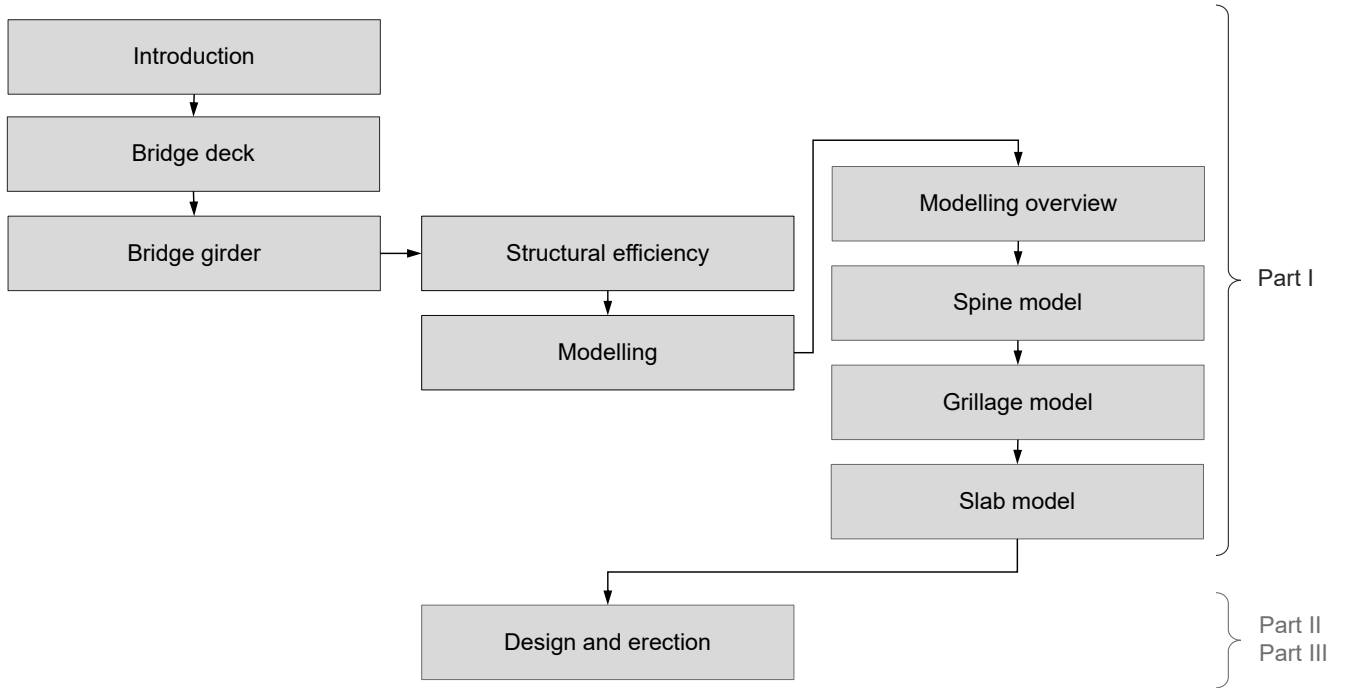 Introduction
Bridge deck
Bridge girder
Structural efficiency
Modelling
Modelling overview
Spine model
Grillage model
Slab model
Part I
Design and erection
Part II
Part III